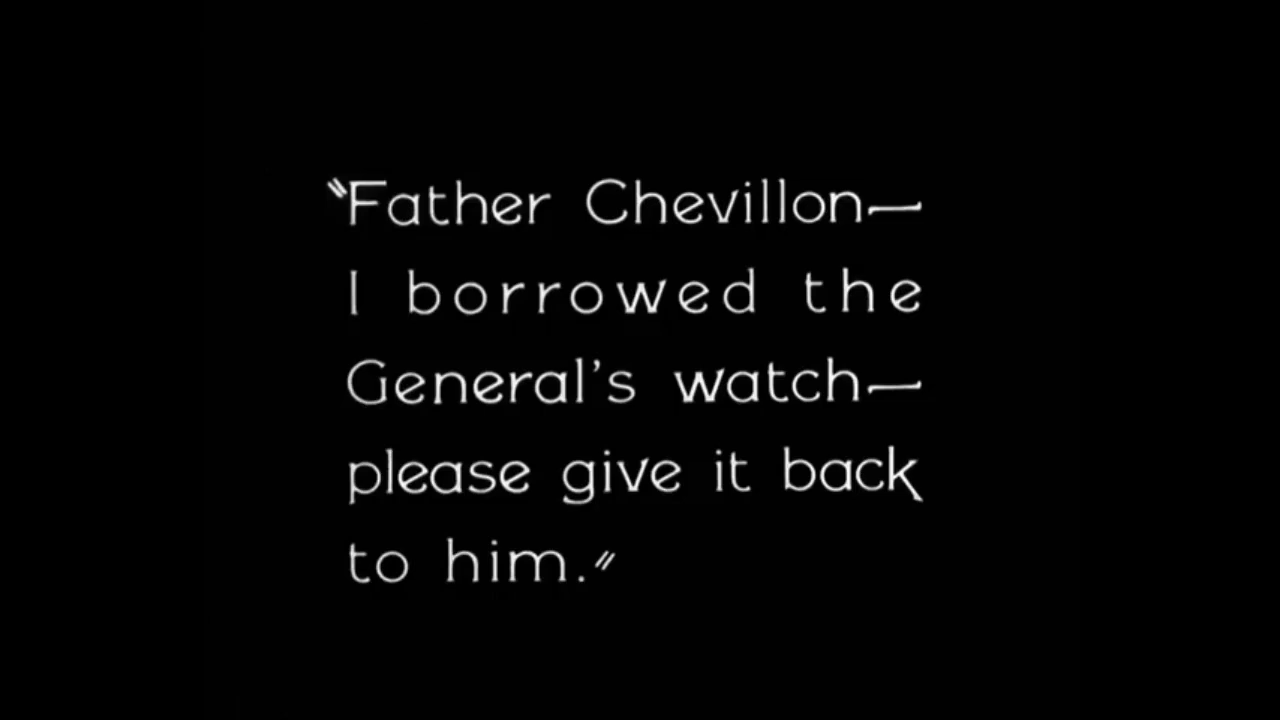 "Father Chevillon—
I borrowed the
General's watch—
please give it back
to him."